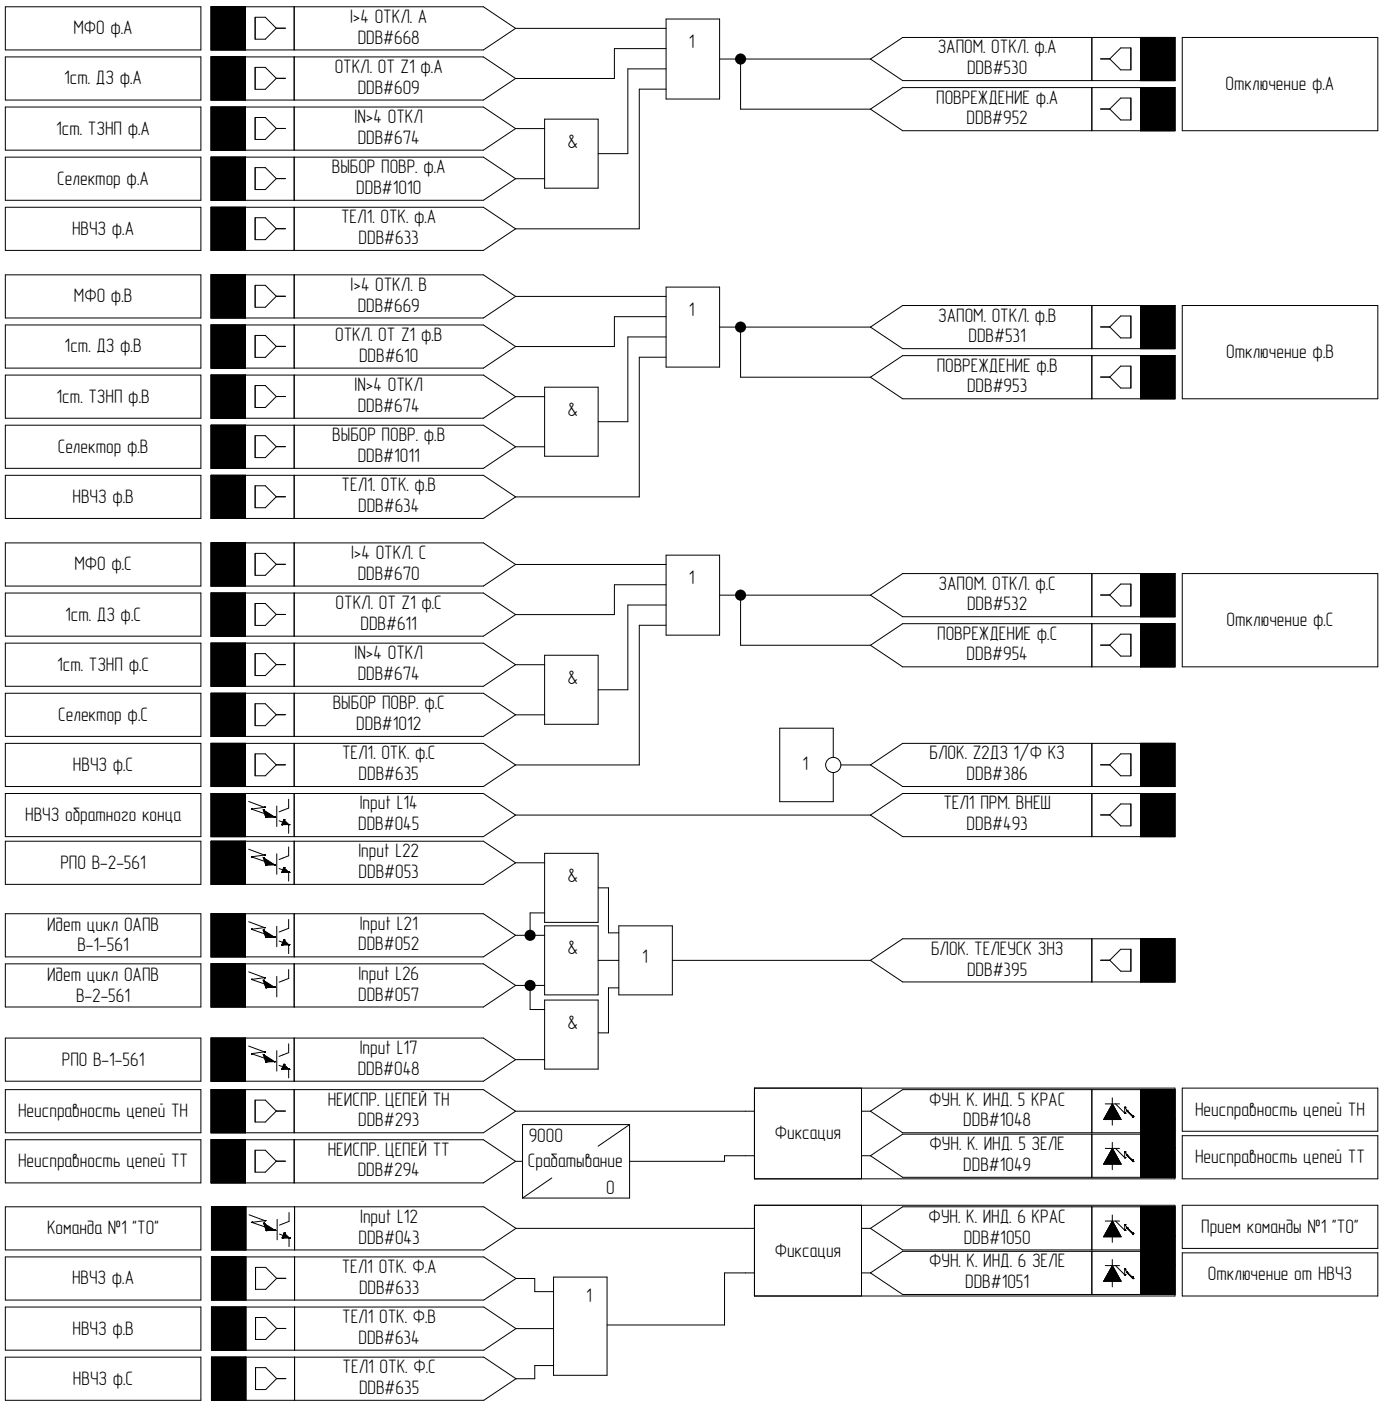 МФО ф.А
I>4 ОТКЛ. А
DDB#668
1
ЗАПОМ. ОТКЛ. ф.А
DDB#530
Отключение ф.А
1ст. ДЗ ф.А
ОТКЛ. ОТ Z1 ф.А
DDB#609
ПОВРЕЖДЕНИЕ ф.А
DDB#952
1ст. ТЗНП ф.А
IN>4 ОТКЛ
DDB#674
&
Селектор ф.А
ВЫБОР ПОВР. ф.А
DDB#1010
НВЧЗ ф.А
ТЕЛ1. ОТК. ф.А
DDB#633
МФО ф.В
I>4 ОТКЛ. В
DDB#669
1
ЗАПОМ. ОТКЛ. ф.В
DDB#531
Отключение ф.В
1ст. ДЗ ф.В
ОТКЛ. ОТ Z1 ф.В
DDB#610
ПОВРЕЖДЕНИЕ ф.В
DDB#953
1ст. ТЗНП ф.В
IN>4 ОТКЛ
DDB#674
&
Селектор ф.В
ВЫБОР ПОВР. ф.В
DDB#1011
НВЧЗ ф.В
ТЕЛ1. ОТК. ф.В
DDB#634
МФО ф.С
I>4 ОТКЛ. С
DDB#670
1
ЗАПОМ. ОТКЛ. ф.С
DDB#532
Отключение ф.С
1ст. ДЗ ф.С
ОТКЛ. ОТ Z1 ф.С
DDB#611
ПОВРЕЖДЕНИЕ ф.С
DDB#954
1ст. ТЗНП ф.С
IN>4 ОТКЛ
DDB#674
&
Селектор ф.С
ВЫБОР ПОВР. ф.С
DDB#1012
НВЧЗ ф.С
ТЕЛ1. ОТК. ф.С
DDB#635
1
БЛОК. Z2ДЗ 1/Ф КЗ
DDB#386
НВЧЗ обратного конца
Input L14
DDB#045
ТЕЛ1 ПРМ. ВНЕШ
DDB#493
РПО В-2-561
Input L22
DDB#053
&
Идет цикл ОАПВ
В-1-561
Input L21
DDB#052
&
1
БЛОК. ТЕЛЕУСК ЗНЗ
DDB#395
Идет цикл ОАПВ
В-2-561
Input L26
DDB#057
&
РПО В-1-561
Input L17
DDB#048
Неисправность цепей ТН
НЕИСПР. ЦЕПЕЙ ТН
DDB#293
Фиксация
ФУН. К. ИНД. 5 КРАС
DDB#1048
Неисправность цепей ТН
Неисправность цепей ТТ
НЕИСПР. ЦЕПЕЙ ТТ
DDB#294
9000
Срабатывание
0
ФУН. К. ИНД. 5 ЗЕЛЕ
DDB#1049
Неисправность цепей ТТ
Команда №1 "ТО"
Input L12
DDB#043
Фиксация
ФУН. К. ИНД. 6 КРАС
DDB#1050
Прием команды №1 "ТО"
НВЧЗ ф.А
ТЕЛ1 ОТК. Ф.А
DDB#633
1
ФУН. К. ИНД. 6 ЗЕЛЕ
DDB#1051
Отключение от НВЧЗ
НВЧЗ ф.В
ТЕЛ1 ОТК. Ф.В
DDB#634
НВЧЗ ф.С
ТЕЛ1 ОТК. Ф.С
DDB#635